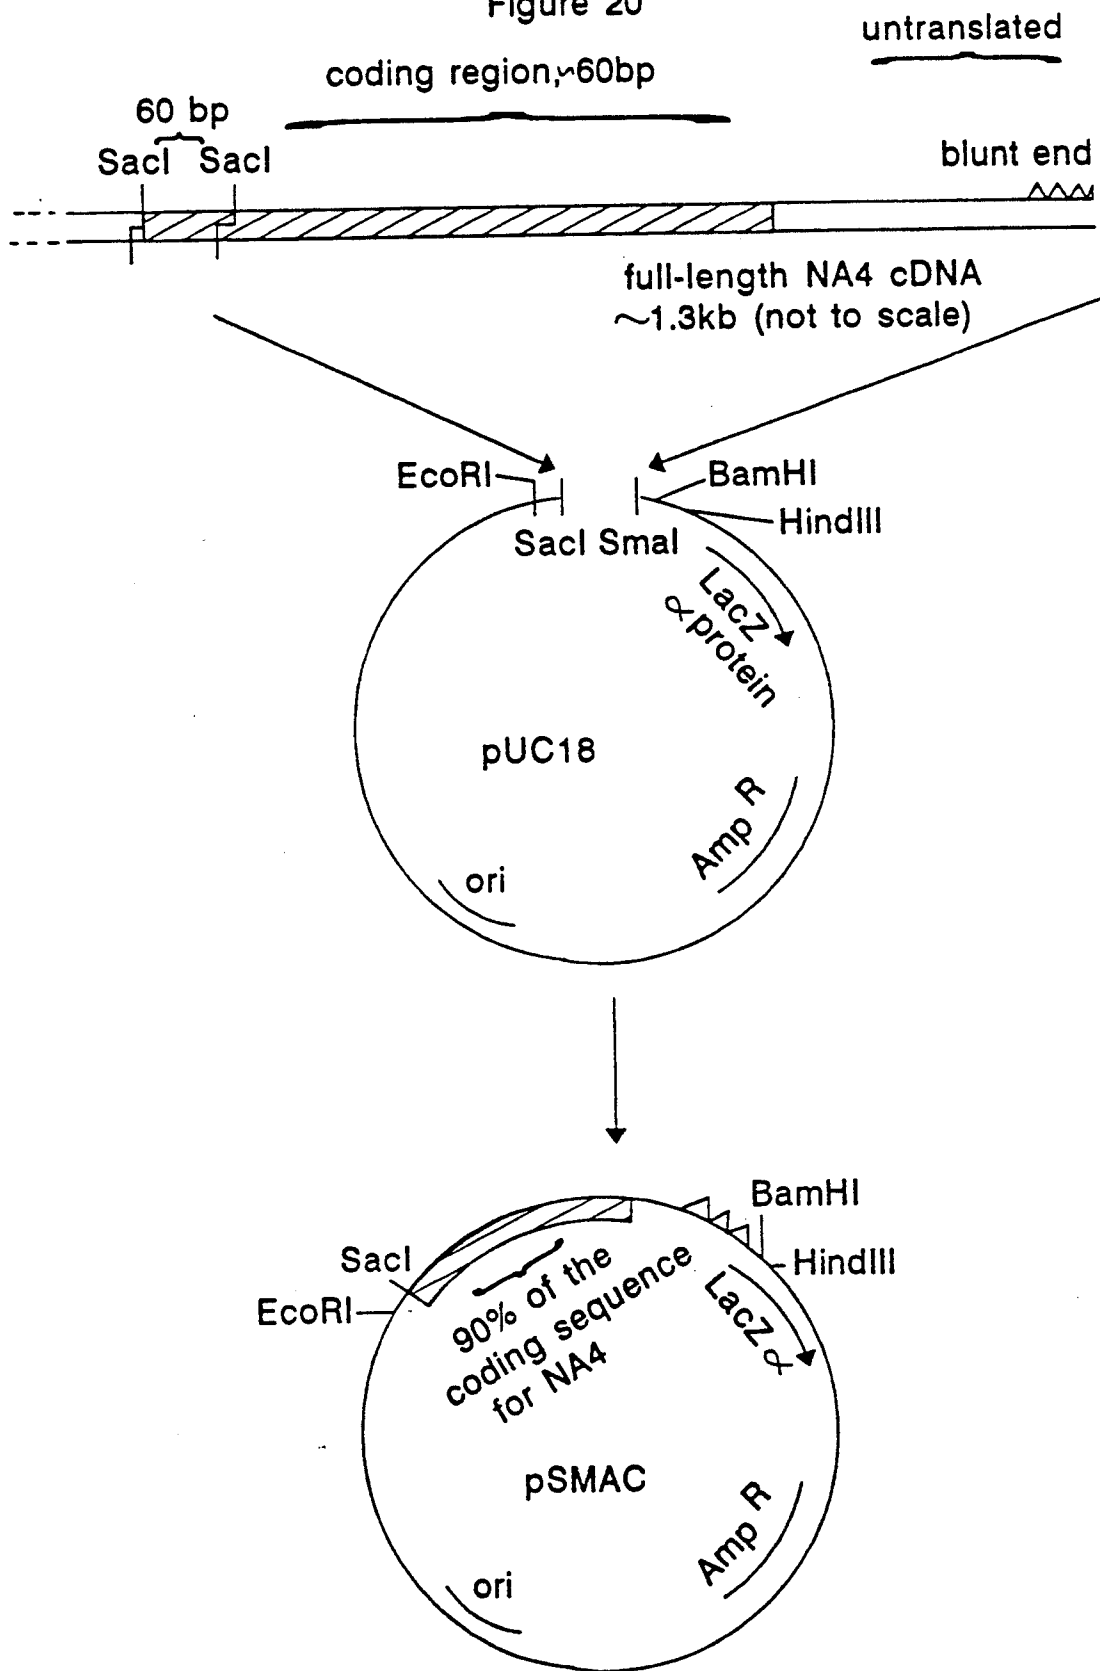 Figure 20
untranslated
coding region,~60bp
60 bp
SacI SacI
blunt end
full-length NA4 cDNA
~1.3kb (not to scale)
EcoRI
BamHI
HindIII
SacI SmaI
LacZ
α protein
pUC18
Amp R
ori
BamHI
SacI
HindIII
EcoRI
90% of the
coding sequence
for NA4
LacZ α
pSMAC
Amp R
ori